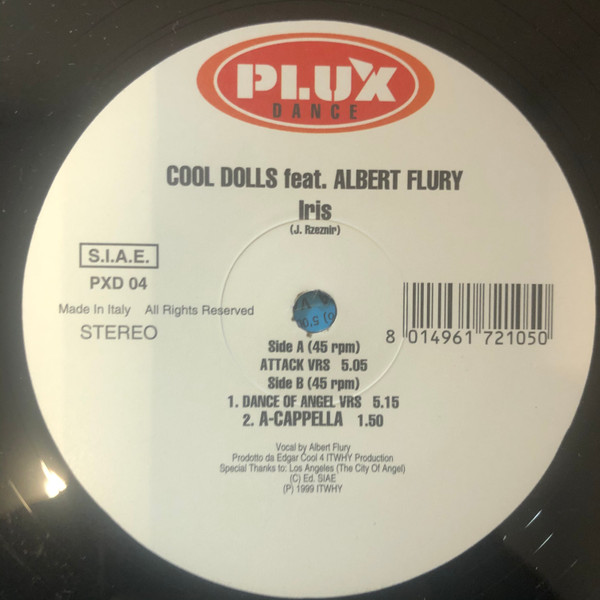 PLUX
DANCE
COOL DOLLS feat. ALBERT FLURY
Iris
(J. Rzeznir)
S.I.A.E.
PXD 04
Made In Italy All Rights Reserved
STEREO
8 014961 721050
Side A (45 rpm)
ATTACK VRS 5.05
Side B (45 rpm)
1. DANCE OF ANGEL VRS 5.15
2. A-CAPPELLA 1.50
Vocal by Albert Flury
Prodotto da Edgar Cool 4 ITWHY Production
Special Thanks to: Los Angeles (The City Of Angel)
(C) Ed. SIAE
(P) 1999 ITWHY